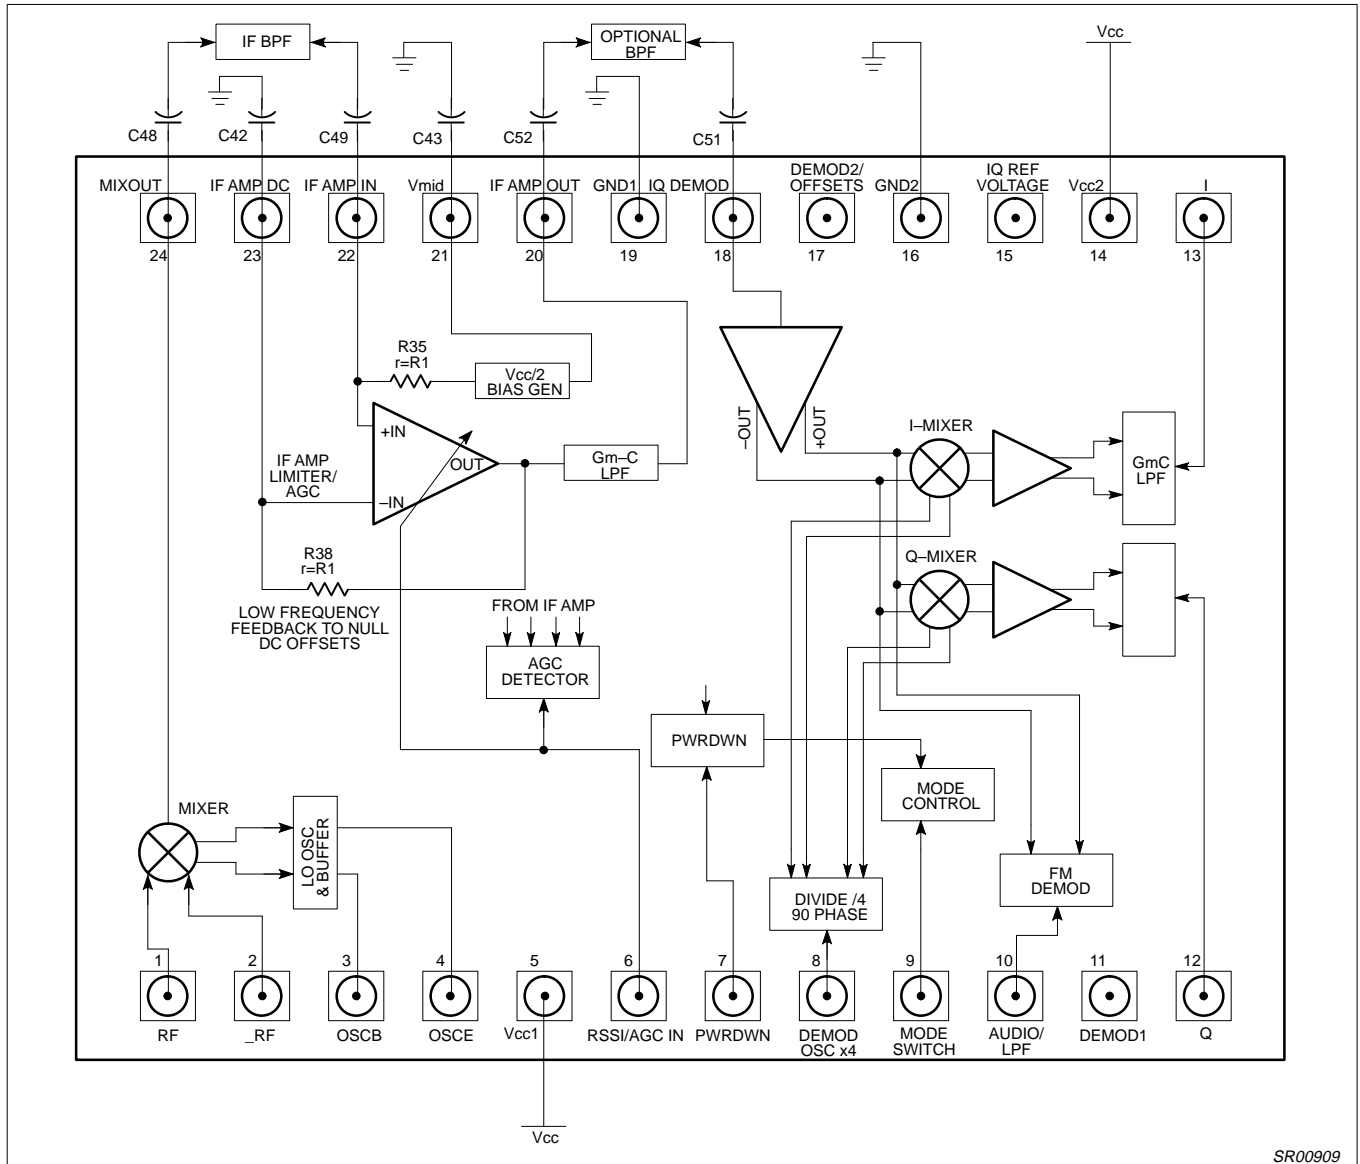 IF BPF
OPTIONAL
BPF
Vcc
C48
C42
C49
C43
C52
C51
MIXOUT
IF AMP DC
IF AMP IN
Vmid
IF AMP OUT
GND1
IQ DEMOD
DEMOD2/
OFFSETS
GND2
IQ REF
VOLTAGE
Vcc2
I
24
23
22
21
20
19
18
17
16
15
14
13
R35
r=R1
Vcc/2
BIAS GEN
+IN
OUT
–IN
IF AMP
LIMITER/
AGC
Gm–C
LPF
–OUT
+OUT
I–MIXER
GmC
LPF
R38
r=R1
LOW FREQUENCY
FEEDBACK TO NULL
DC OFFSETS
Q–MIXER
FROM IF AMP
AGC
DETECTOR
PWRDWN
MODE
CONTROL
MIXER
LO OSC
& BUFFER
DIVIDE /4
90 PHASE
FM
DEMOD
1
2
3
4
5
6
7
8
9
10
11
12
RF
_RF
OSCB
OSCE
Vcc1
RSSI/AGC IN
PWRDWN
DEMOD
OSC x4
MODE
SWITCH
AUDIO/
LPF
DEMOD1
Q
Vcc
SR00909